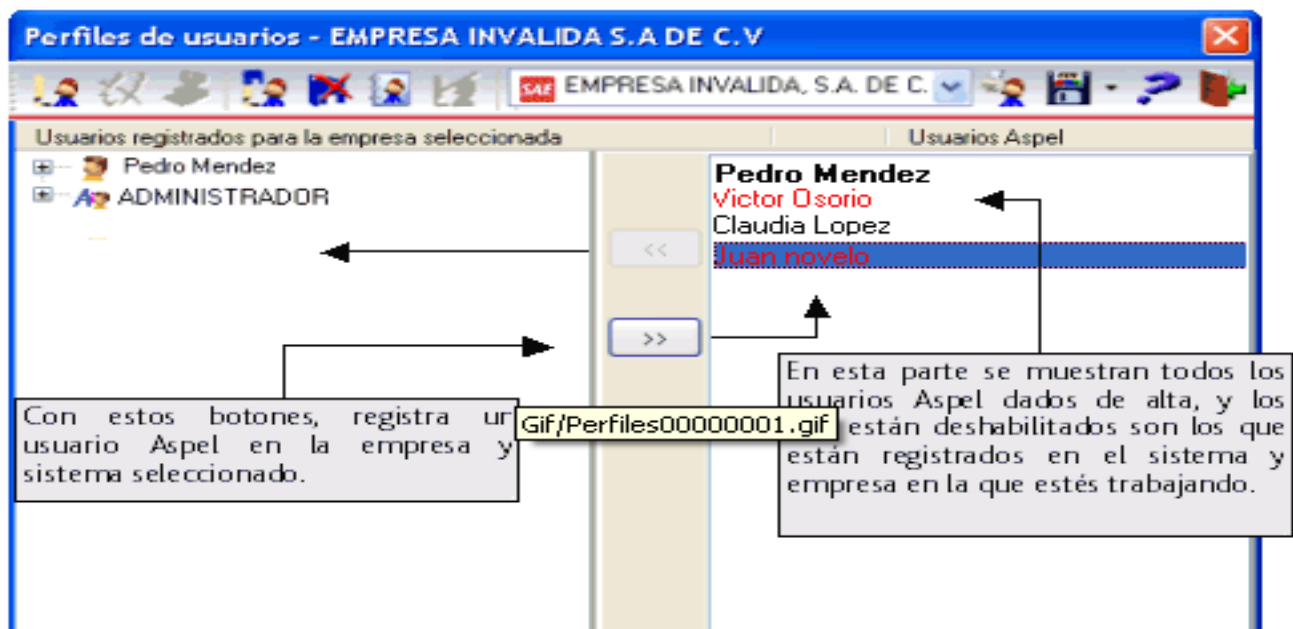 Perfiles de usuarios - EMPRESA INVALIDA S.A DE C.V
SAE EMPRESA INVALIDA, S.A. DE C.
Usuarios registrados para la empresa seleccionada
Usuarios Aspel
Pedro Mendez
ADMINISTRADOR
<<
>>
Pedro Mendez
Victor Osorio
Claudia Lopez
Juan novelo
Con estos botones, registra un
usuario Aspel en la empresa y
sistema seleccionado.
Gif/Perfiles00000001.gif
En esta parte se muestran todos los
usuarios Aspel dados de alta, y los
están deshabilitados son los que
están registrados en el sistema y
empresa en la que estés trabajando.